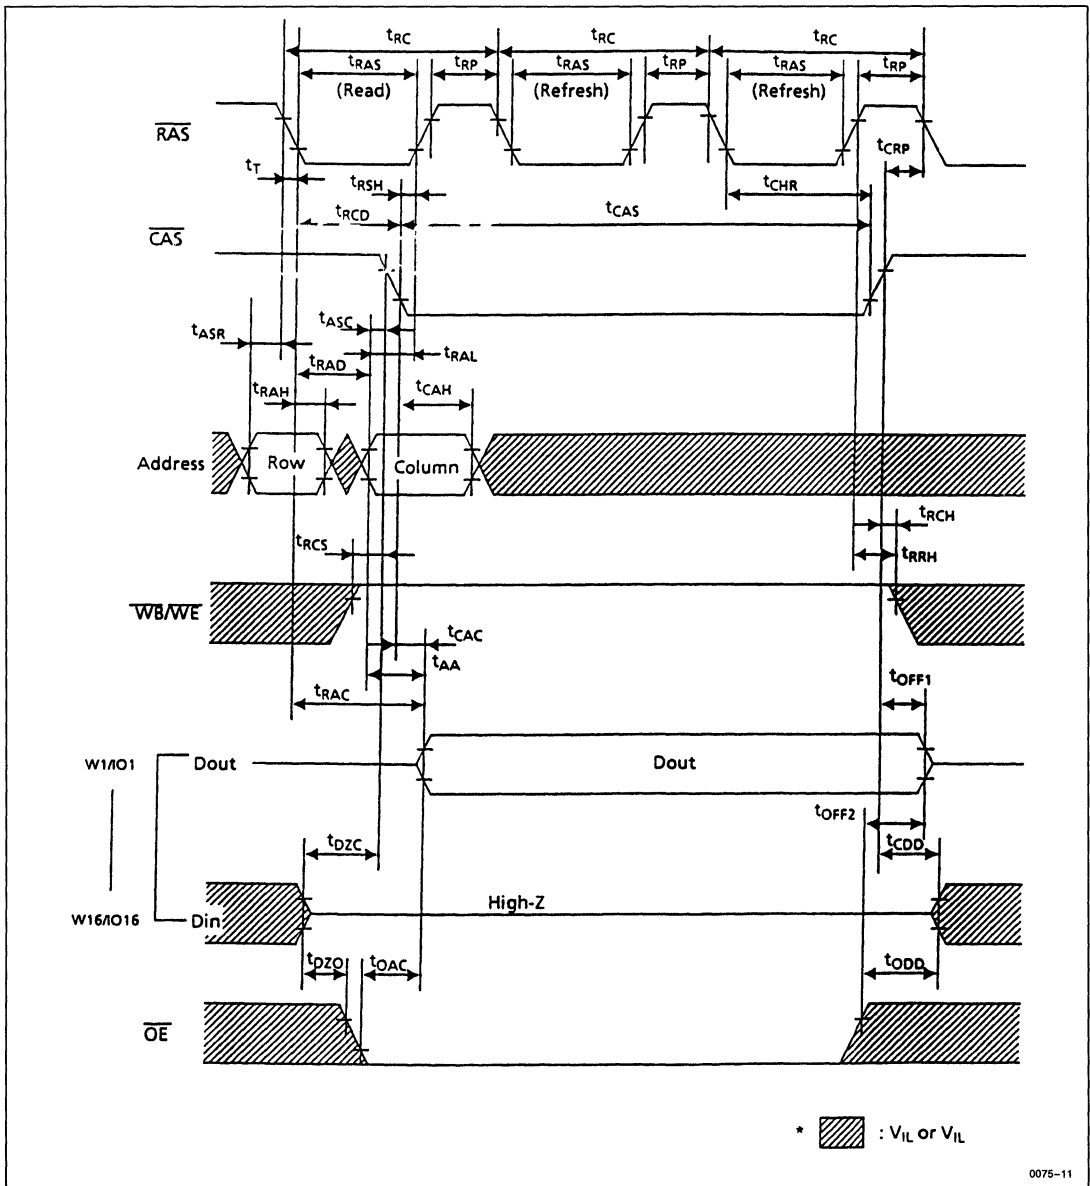 tRC tRC tRC
tRAS tRP tRAS tRP tRAS tRP
(Read) (Refresh) (Refresh)
RAS
tCRP
tT tRSH tCHR
tRCD tCAS
CAS
tASC
tASR tRAL
tRAD
tRAH tCAH
Address Row Column
tRCH
tRCS tRRH
WB/WE
tCAC
tAA
tRAC tOFF1
W1/IO1 Dout Dout
tOFF2
tDZC tCDD
High-Z
W16/IO16 Din
tDZO tOAC tODD
OE
* : VIL or VIL
0075-11